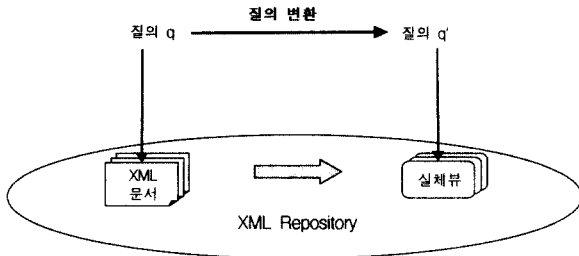 질의 변환
질의 q
질의 q'
XML
문서
실체뷰
XML Repository